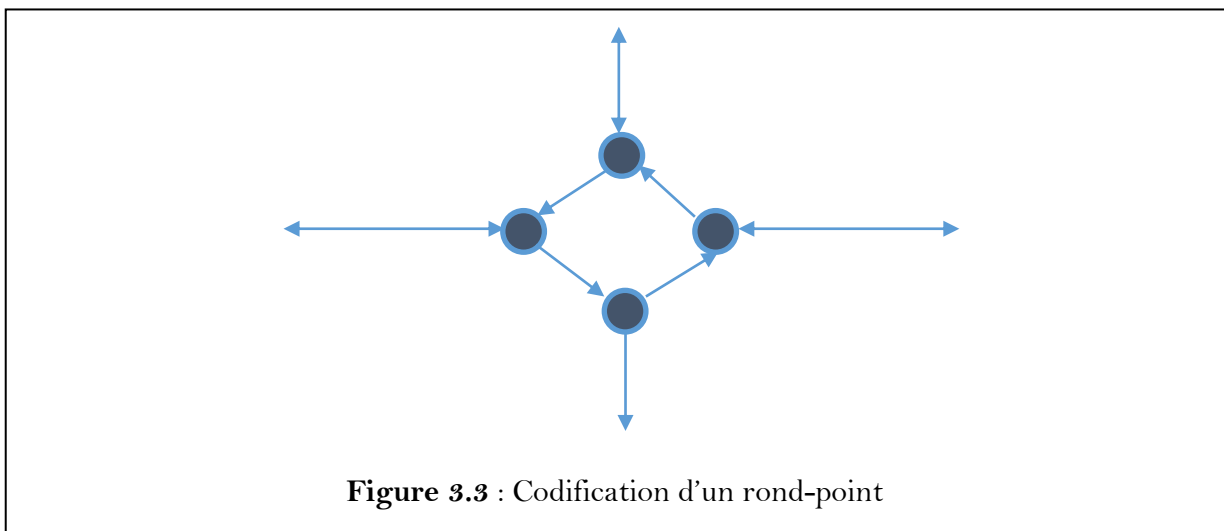 Figure 3.3 : Codification d’un rond-point